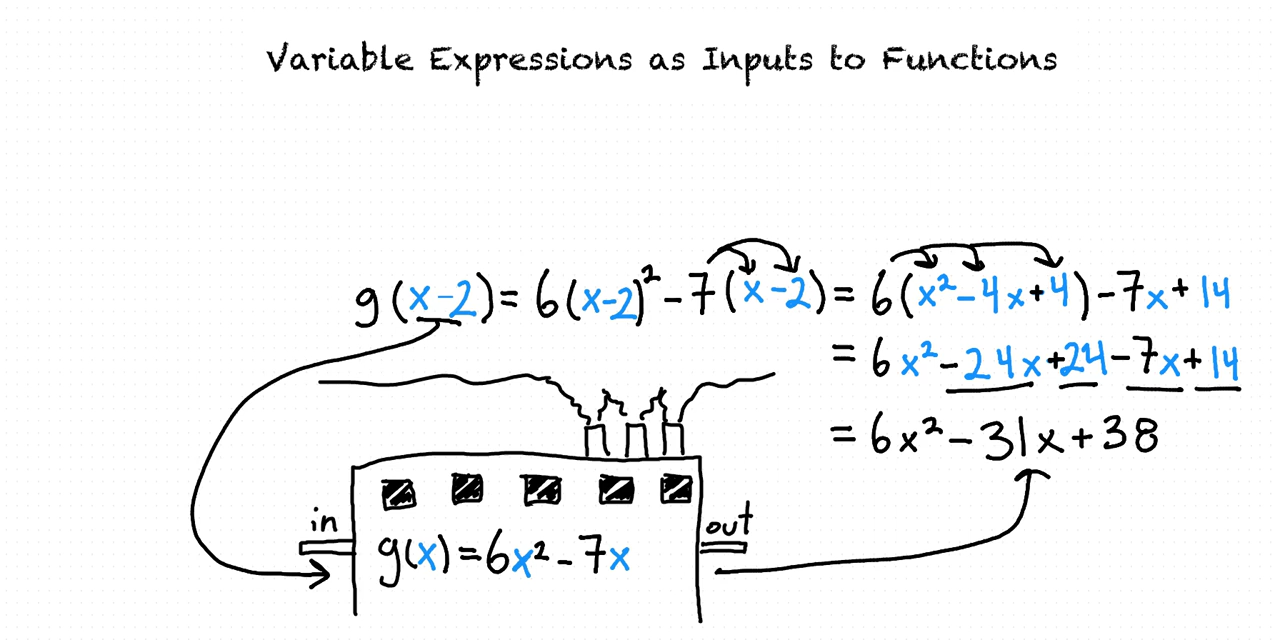 Variable Expressions as Inputs to Functions
g(x-2) = 6(x-2)² - 7(x-2) = 6(x² - 4x + 4) - 7x + 14
= 6x² - 24x + 24 - 7x + 14
= 6x² - 31x + 38
in
out
g(x) = 6x² - 7x